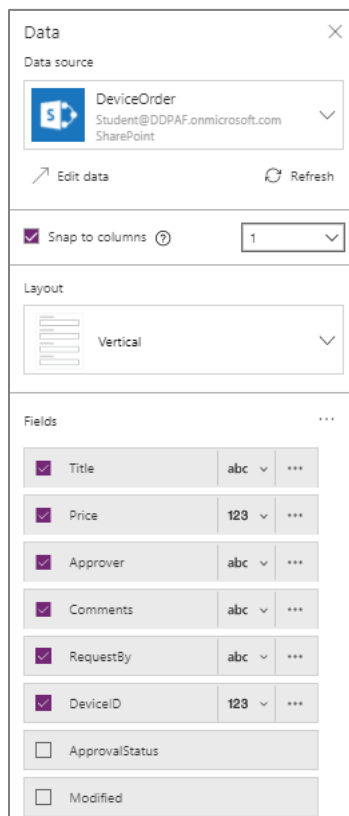 Data
Data source
DeviceOrder
Student@DDPAF.onmicrosoft.com
SharePoint
Edit data Refresh
Snap to columns ? 1
Layout
Vertical
Fields ...
Title abc ...
Price 123 ...
Approver abc ...
Comments abc ...
RequestBy abc ...
DeviceID 123 ...
ApprovalStatus
Modified